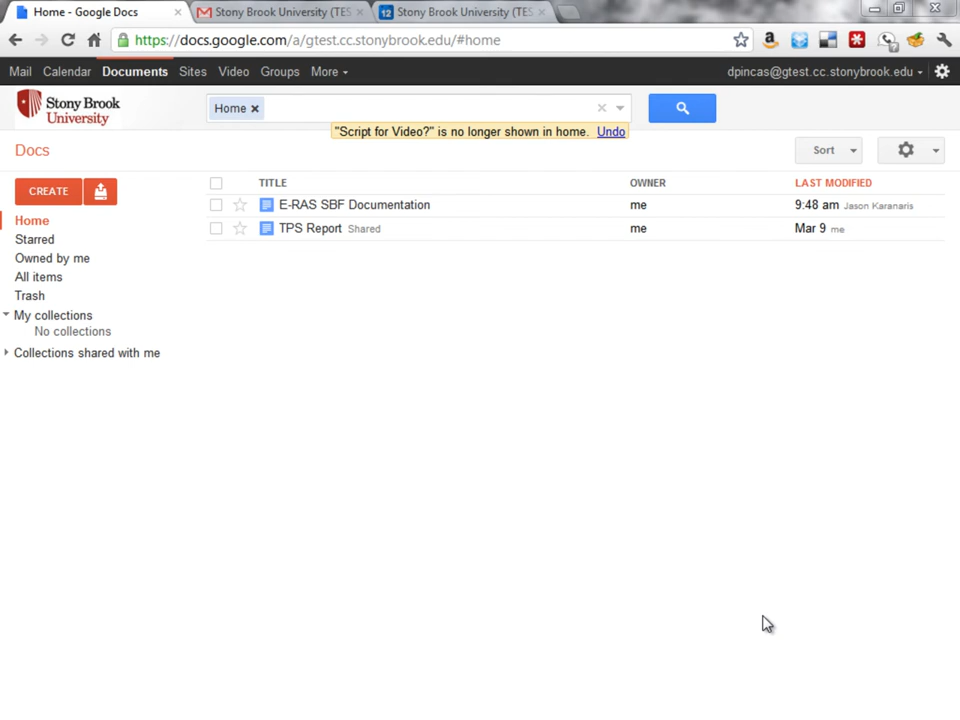 Home - Google Docs
Stony Brook University (TES
12 Stony Brook University (TES
https://docs.google.com/a/gtest.cc.stonybrook.edu/#home
Mail Calendar Documents Sites Video Groups More
dpincas@gtest.cc.stonybrook.edu
Stony Brook
University
Home
"Script for Video?" is no longer shown in home. Undo
Docs
Sort
CREATE
TITLE OWNER LAST MODIFIED
E-RAS SBF Documentation me 9:48 am Jason Karanaris
TPS Report Shared me Mar 9 me
Home
Starred
Owned by me
All items
Trash
My collections
No collections
Collections shared with me